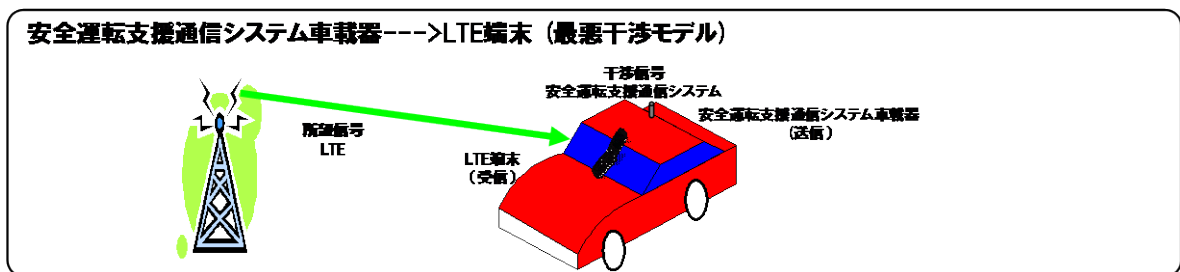 安全運転支援通信システム車載器--->LTE端末（最悪干渉モデル）
干渉信号
安全運転支援通信システム
安全運転支援通信システム車載器
(送信)
所望信号
LTE
LTE端末
（受信）